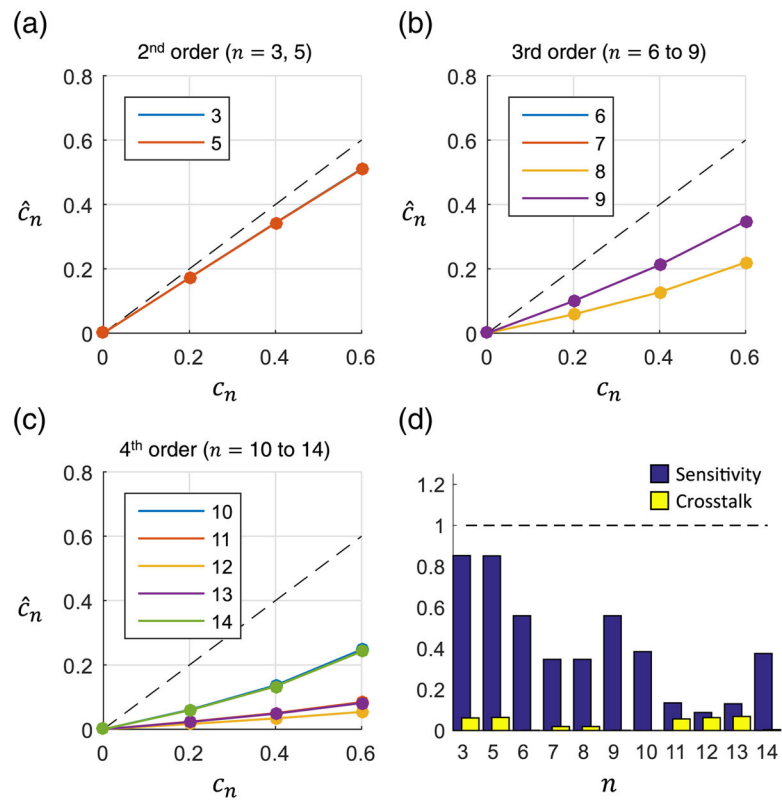 (a)
2nd order (n = 3, 5)
0.8
0.6
0.4
0.2
0
ĉn
3
5
0
0.2
0.4
0.6
cn
(b)
3rd order (n = 6 to 9)
0.8
0.6
0.4
0.2
0
ĉn
6
7
8
9
0
0.2
0.4
0.6
cn
(c)
4th order (n = 10 to 14)
0.8
0.6
0.4
0.2
0
ĉn
10
11
12
13
14
0
0.2
0.4
0.6
cn
(d)
Sensitivity
Crosstalk
1.2
1
0.8
0.6
0.4
0.2
0
3 5 6 7 8 9 10 11 12 13 14
n